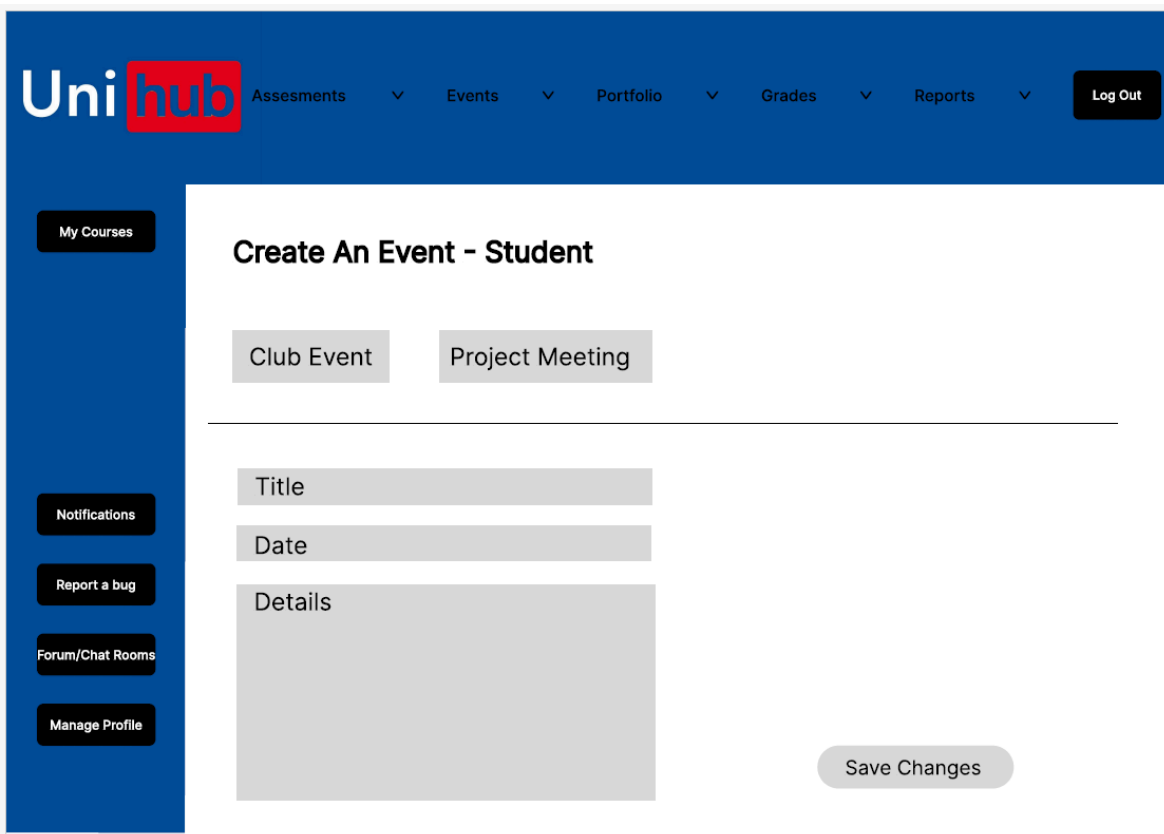 Uni hub Assesments Events Portfolio Grades Reports Log Out
My Courses
Create An Event - Student
Club Event Project Meeting
Title
Notifications
Date
Report a bug
Details
Forum/Chat Rooms
Manage Profile
Save Changes